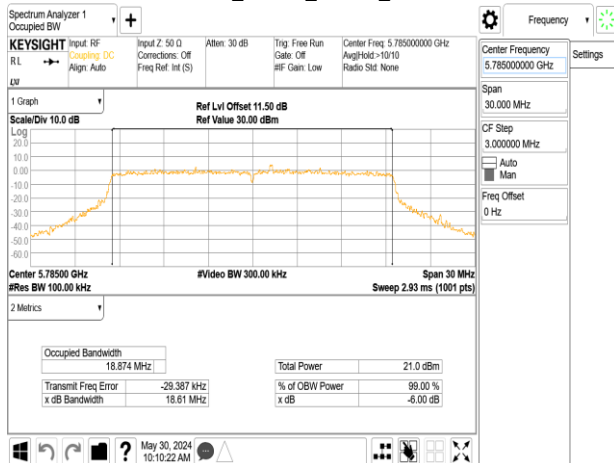 Spectrum Analyzer 1
Occupied BW
Frequency
KEYSIGHT
RL
Input: RF
Coupling: DC
Align: Auto
Input Z: 50 Ω
Corrections: Off
Freq Ref: Int (S)
Atten: 30 dB
Trig: Free Run
Gate: Off
#IF Gain: Low
Center Freq: 5.785000000 GHz
Avg|Hold:>10/10
Radio Std: None
Center Frequency
5.785000000 GHz
Settings
Span
30.000 MHz
CF Step
3.000000 MHz
Auto
Man
Freq Offset
0 Hz
1 Graph
Scale/Div 10.0 dB
Ref Lvl Offset 11.50 dB
Ref Value 30.00 dBm
Log
20.0
10.0
0.00
-10.0
-20.0
-30.0
-40.0
-50.0
-60.0
Center 5.78500 GHz
#Res BW 100.00 kHz
#Video BW 300.00 kHz
Span 30 MHz
Sweep 2.93 ms (1001 pts)
2 Metrics
Occupied Bandwidth
18.874 MHz
Total Power 21.0 dBm
Transmit Freq Error -29.387 kHz
% of OBW Power 99.00 %
x dB Bandwidth 18.61 MHz
x dB -6.00 dB
?
May 30, 2024
10:10:22 AM